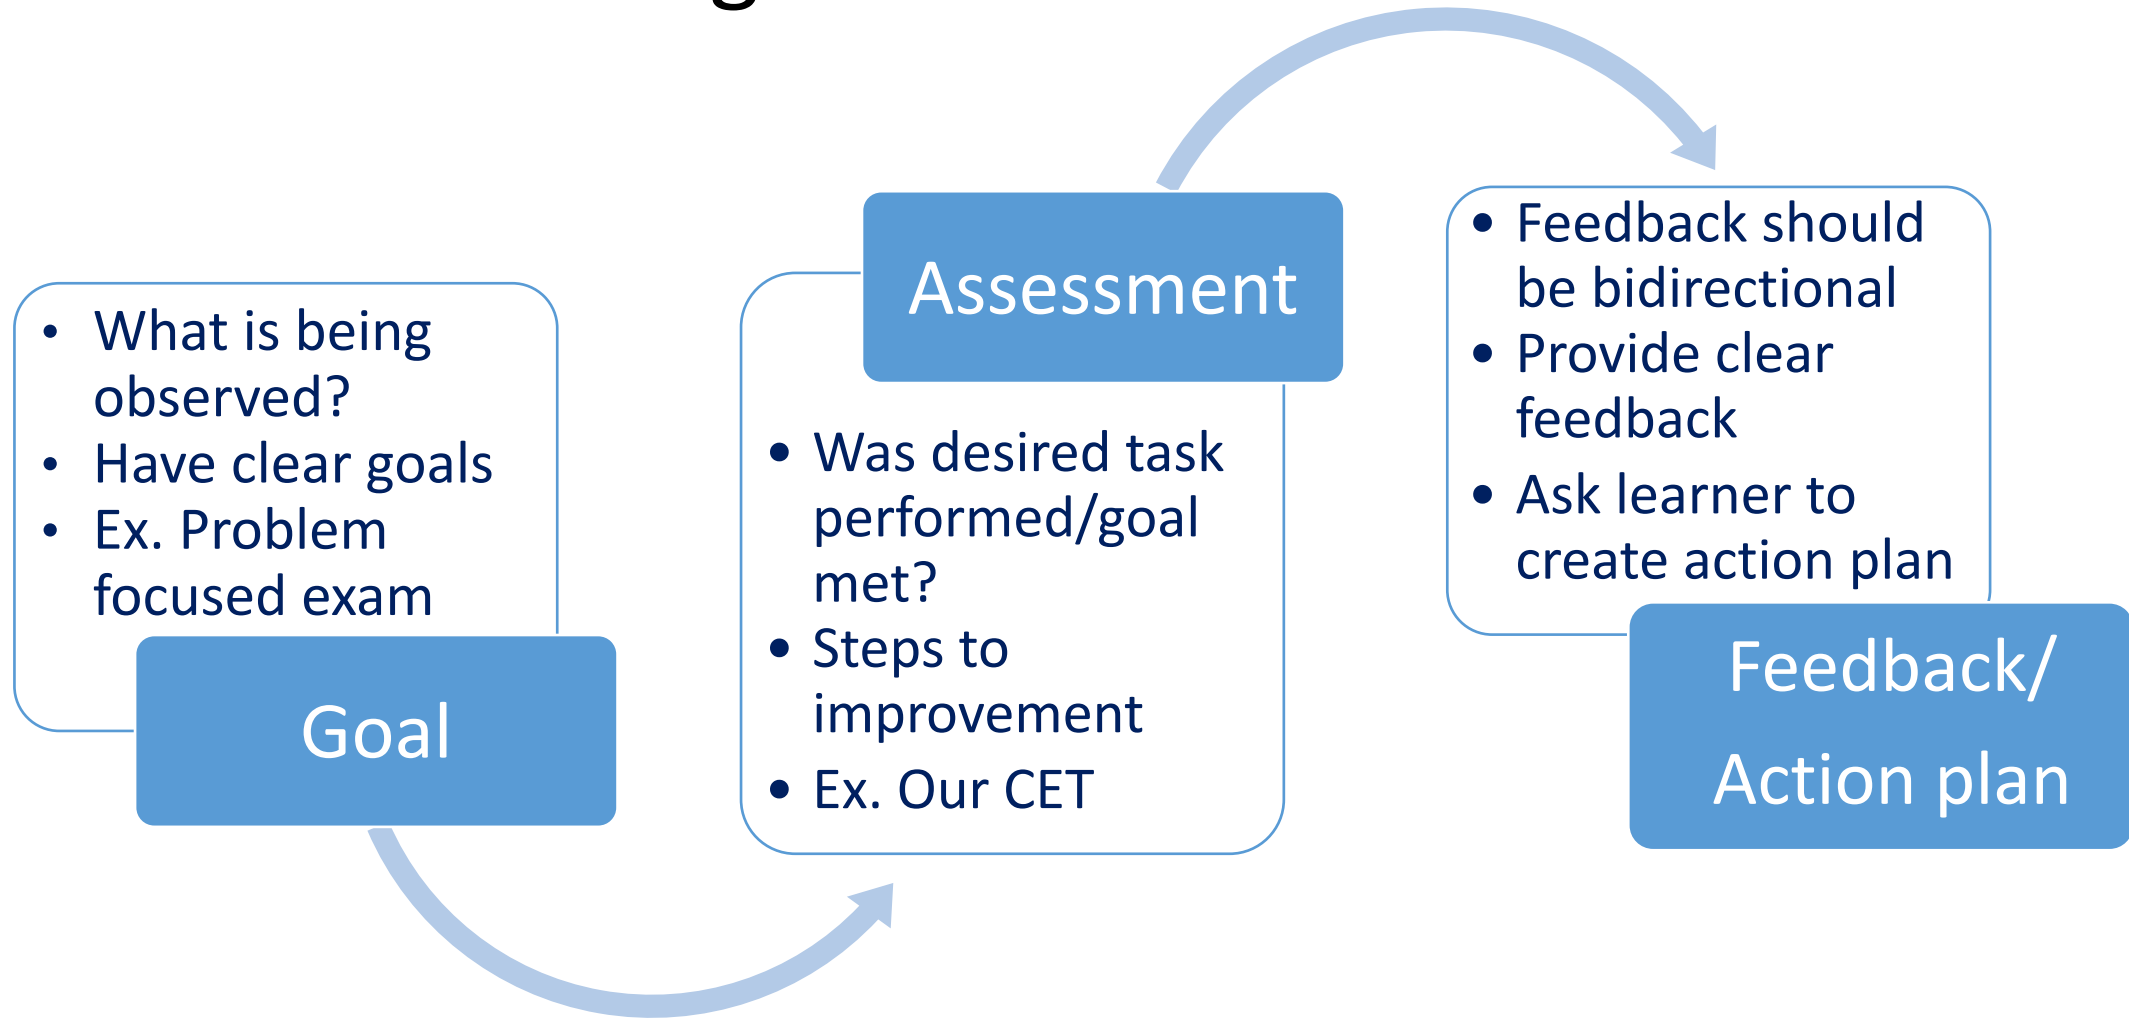 • What is being
observed?
• Have clear goals
• Ex. Problem
focused exam
Goal
Assessment
• Was desired task
performed/goal
met?
• Steps to
improvement
• Ex. Our CET
• Feedback should
be bidirectional
• Provide clear
feedback
• Ask learner to
create action plan
Feedback/
Action plan